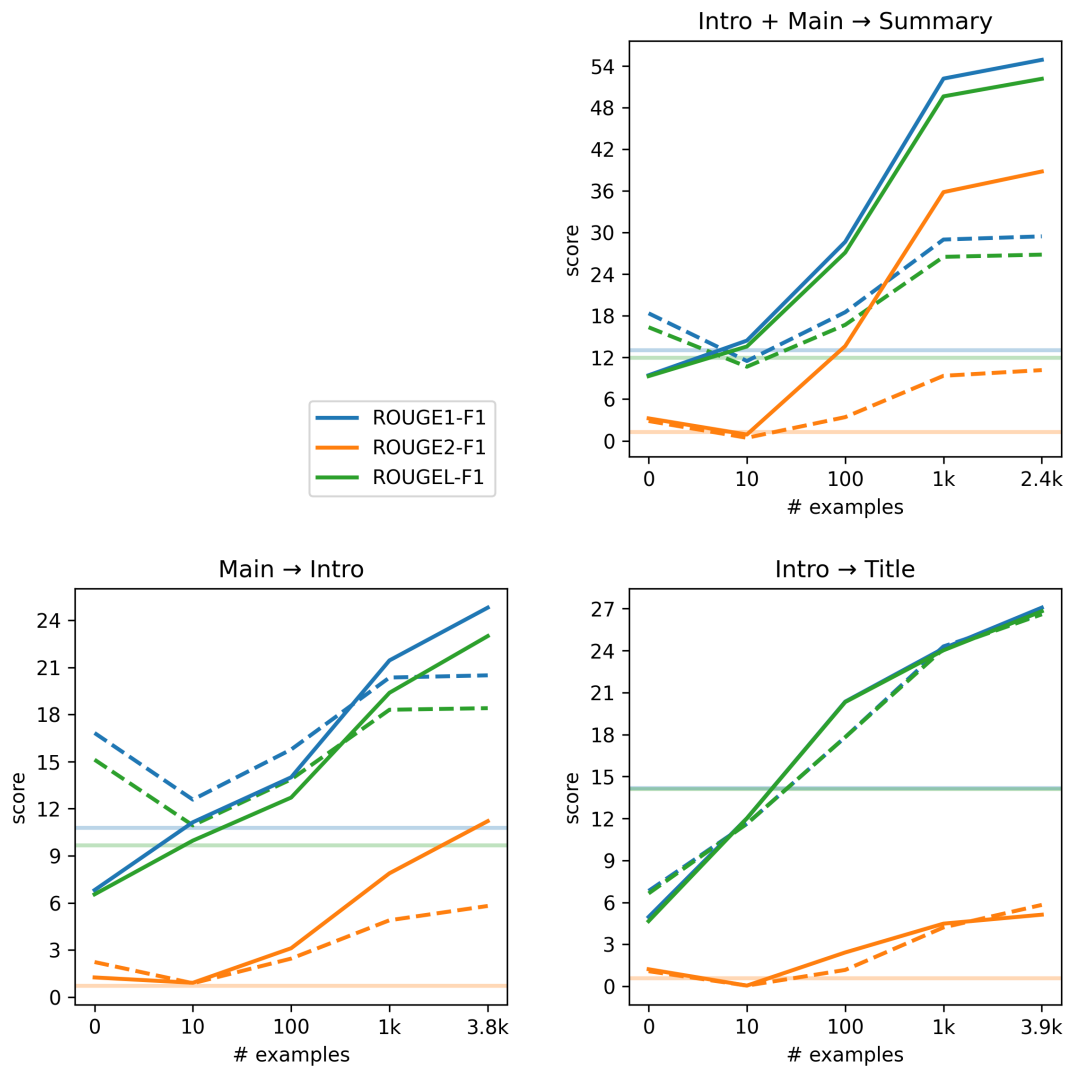 Intro + Main → Summary
54
48
42
36
30
24
18
12
6
0
score
0 10 100 1k 2.4k
# examples
ROUGE1-F1
ROUGE2-F1
ROUGEL-F1
Main → Intro
24
21
18
15
12
9
6
3
0
score
0 10 100 1k 3.8k
# examples
Intro → Title
27
24
21
18
15
12
9
6
3
0
score
0 10 100 1k 3.9k
# examples